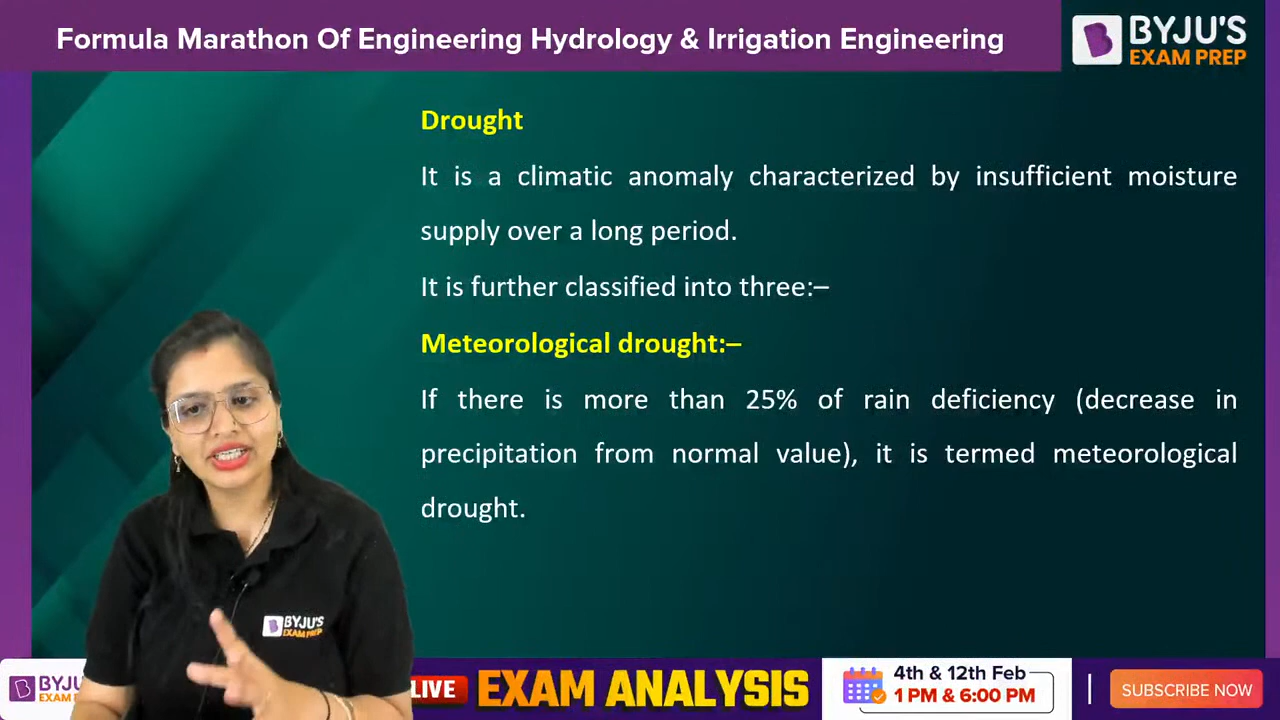 Formula Marathon Of Engineering Hydrology & Irrigation Engineering
BYJU'S
EXAM PREP
Drought
It is a climatic anomaly characterized by insufficient moisture
supply over a long period.
It is further classified into three:–
Meteorological drought:–
If there is more than 25% of rain deficiency (decrease in
precipitation from normal value), it is termed meteorological
drought.
BYJU'S
EXAM PREP
BYJU
EXAM PREP
LIVE
EXAM ANALYSIS
4th & 12th Feb
1 PM & 6:00 PM
SUBSCRIBE NOW